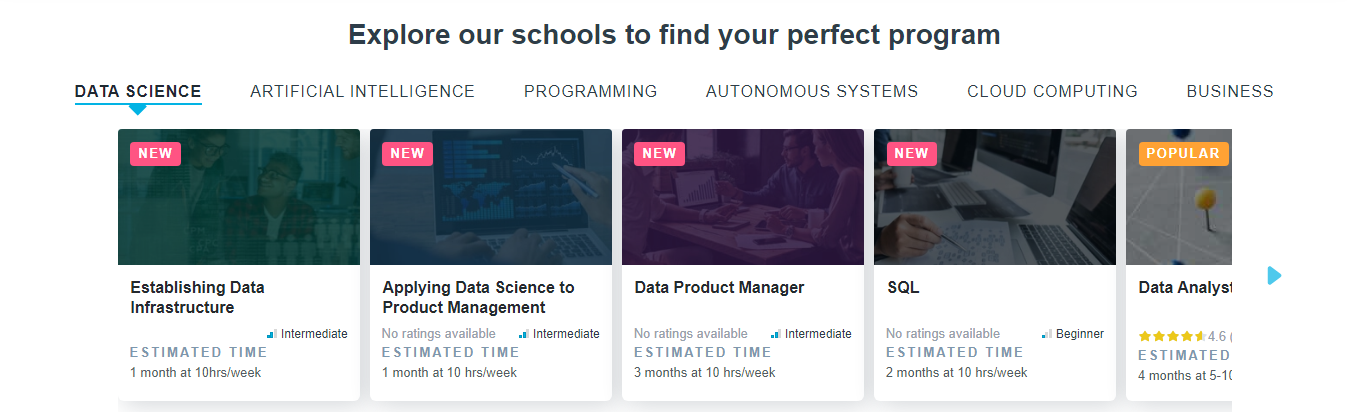 Explore our schools to find your perfect program
DATA SCIENCE
ARTIFICIAL INTELLIGENCE
PROGRAMMING
AUTONOMOUS SYSTEMS
CLOUD COMPUTING
BUSINESS
NEW
Establishing Data
Infrastructure
Intermediate
ESTIMATED TIME
1 month at 10hrs/week
NEW
Applying Data Science to
Product Management
No ratings available
Intermediate
ESTIMATED TIME
1 month at 10 hrs/week
NEW
Data Product Manager
No ratings available
Intermediate
ESTIMATED TIME
3 months at 10 hrs/week
NEW
SQL
No ratings available
Beginner
ESTIMATED TIME
2 months at 10 hrs/week
POPULAR
Data Analyst
4.6 (
ESTIMATED
4 months at 5-10